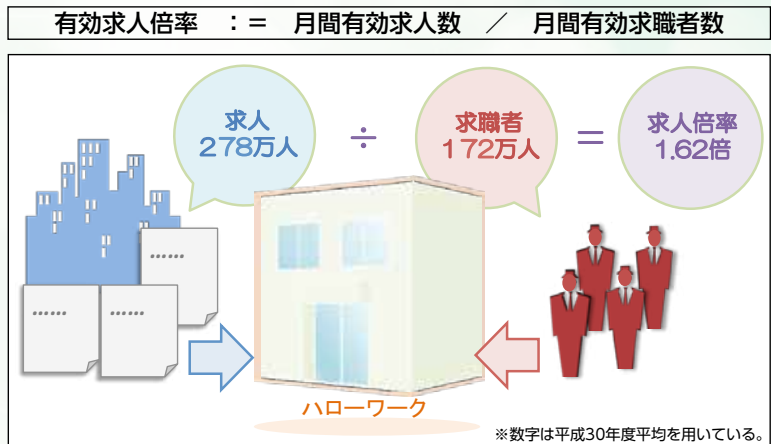 有効求人倍率 ：＝ 月間有効求人数 ／ 月間有効求職者数
求人
278万人
÷
求職者
172万人
＝
求人倍率
1.62倍
……
……
……
ハローワーク
※数字は平成30年度平均を用いている。